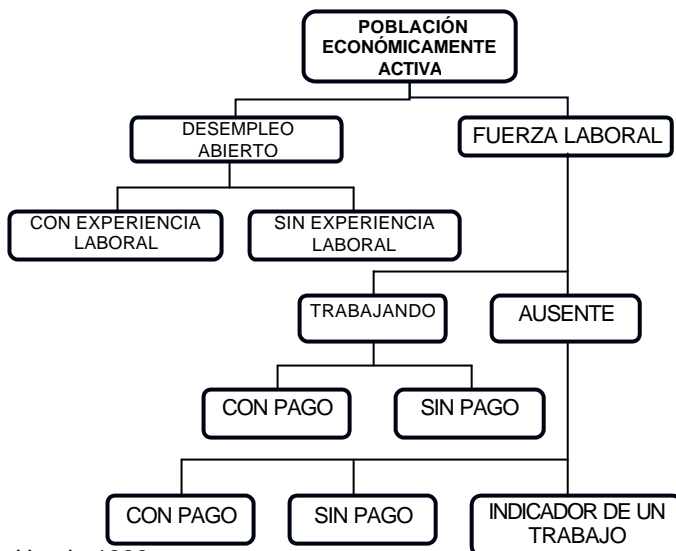 POBLACIÓN
ECONÓMICAMENTE
ACTIVA
DESEMPLEO
ABIERTO
FUERZA LABORAL
CON EXPERIENCIA
LABORAL
SIN EXPERIENCIA
LABORAL
TRABAJANDO
AUSENTE
CON PAGO
SIN PAGO
CON PAGO
SIN PAGO
INDICADOR DE UN
TRABAJO